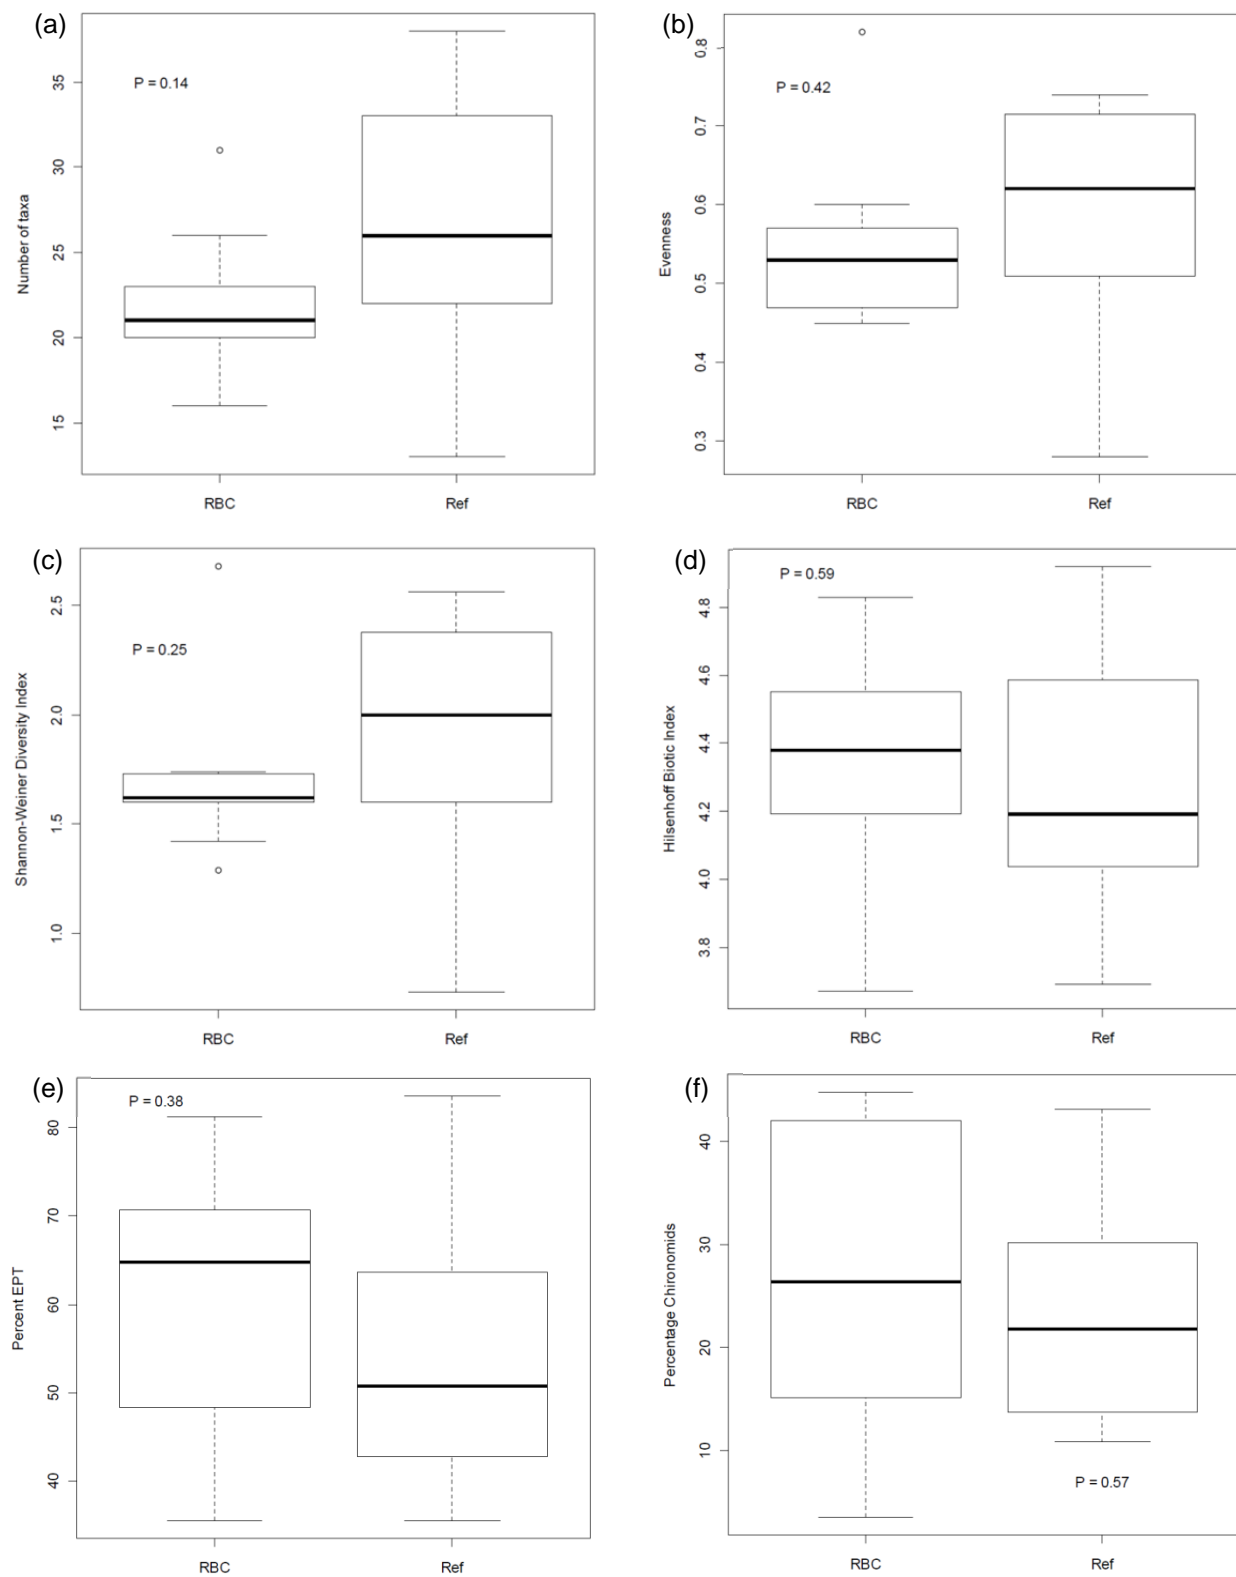 (a)
P = 0.14
Number of taxa
35
30
25
20
15
RBC
Ref
(b)
P = 0.42
Evenness
0.8
0.7
0.6
0.5
0.4
0.3
RBC
Ref
(c)
P = 0.25
Shannon-Weiner Diversity Index
2.5
2.0
1.5
1.0
RBC
Ref
(d)
P = 0.59
Hilsenhoff Biotic Index
4.8
4.6
4.4
4.2
4.0
3.8
RBC
Ref
(e)
P = 0.38
Percent EPT
80
70
60
50
40
RBC
Ref
(f)
Percentage Chironomids
40
30
20
10
P = 0.57
RBC
Ref